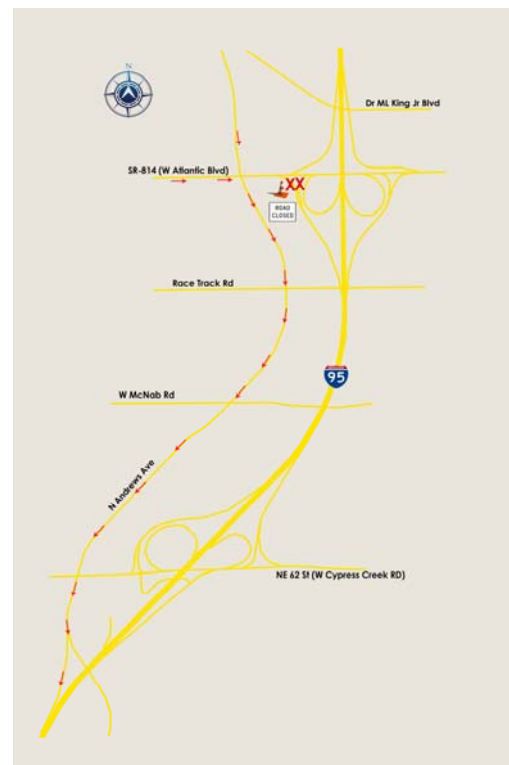 N
Dr ML King Jr Blvd
SR-814 (W Atlantic Blvd)
XX
ROAD
CLOSED
Race Track Rd
95
W McNab Rd
N Andrews Ave
NE 62 St (W Cypress Creek RD)